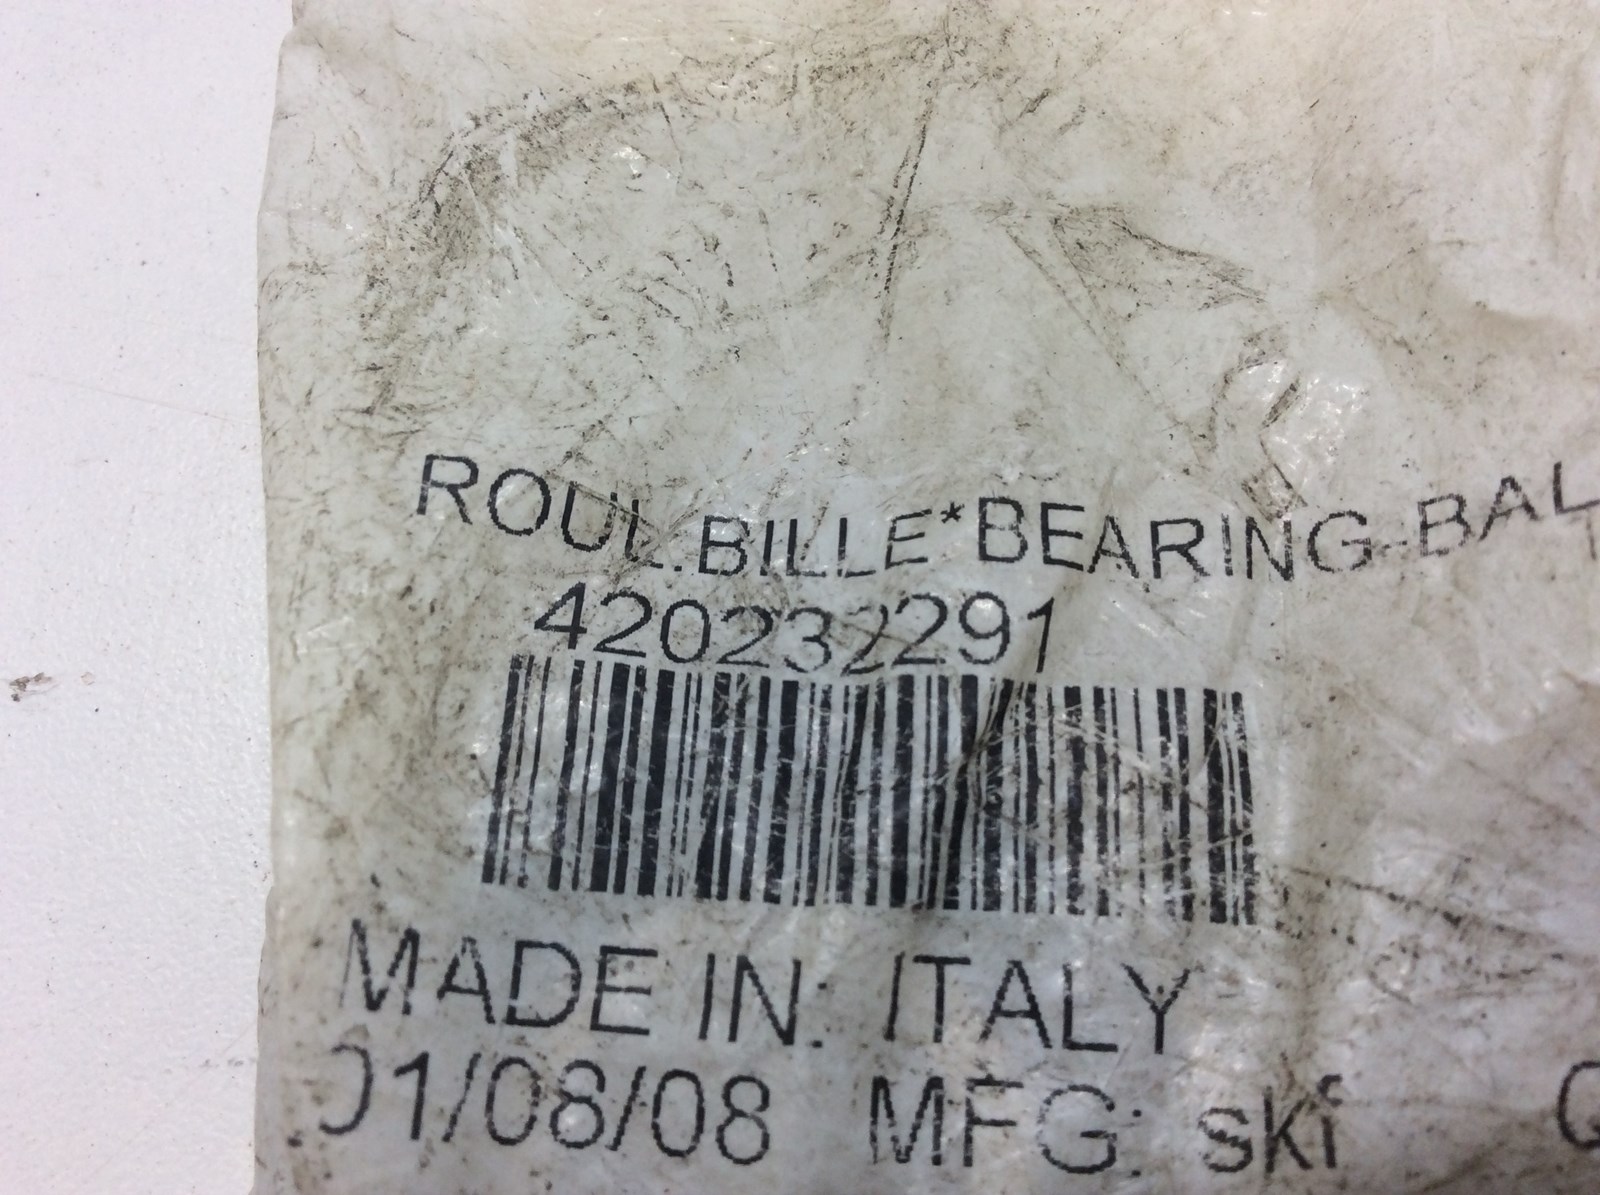 ROUL.BILLE*BEARING-BAL
420232291
MADE IN: ITALY
01/08/08 MFG: skf